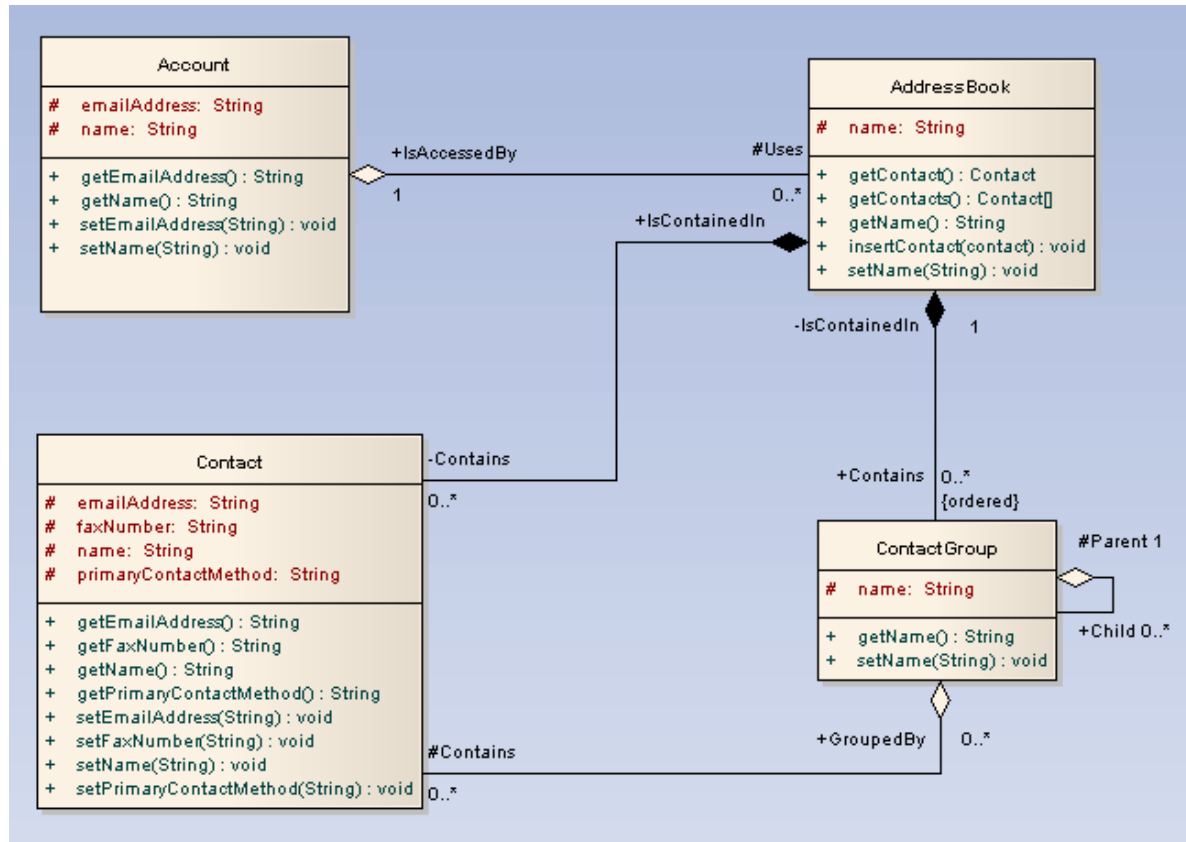 Account
# emailAddress: String
# name: String
+ getEmailAddress() : String
+ getName() : String
+ setEmailAddress(String) : void
+ setName(String) : void
+IsAccessedBy
1
#Uses
0..*
AddressBook
# name: String
+ getContact() : Contact
+ getContacts() : Contact[]
+ getName() : String
+ insertContact(contact) : void
+ setName(String) : void
+IsContainedIn
-IsContainedIn
1
Contact
# emailAddress: String
# faxNumber: String
# name: String
# primaryContactMethod: String
+ getEmailAddress() : String
+ getFaxNumber() : String
+ getName() : String
+ getPrimaryContactMethod() : String
+ setEmailAddress(String) : void
+ setFaxNumber(String) : void
+ setName(String) : void
+ setPrimaryContactMethod(String) : void
-Contains
0..*
+Contains
0..*
{ordered}
ContactGroup
# name: String
+ getName() : String
+ setName(String) : void
#Parent 1
+Child 0..*
+GroupedBy
0..*
#Contains
0..*